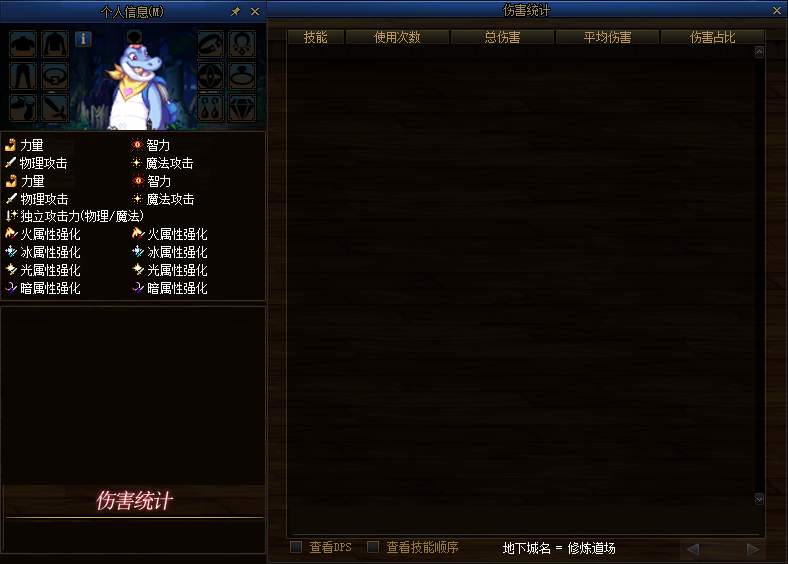 个人信息(M)
力量 智力
物理攻击 魔法攻击
力量 智力
物理攻击 魔法攻击
独立攻击力(物理/魔法)
火属性强化 火属性强化
冰属性强化 冰属性强化
光属性强化 光属性强化
暗属性强化 暗属性强化
伤害统计
伤害统计
技能 使用次数 总伤害 平均伤害 伤害占比
查看DPS 查看技能顺序 地下城名 = 修炼道场